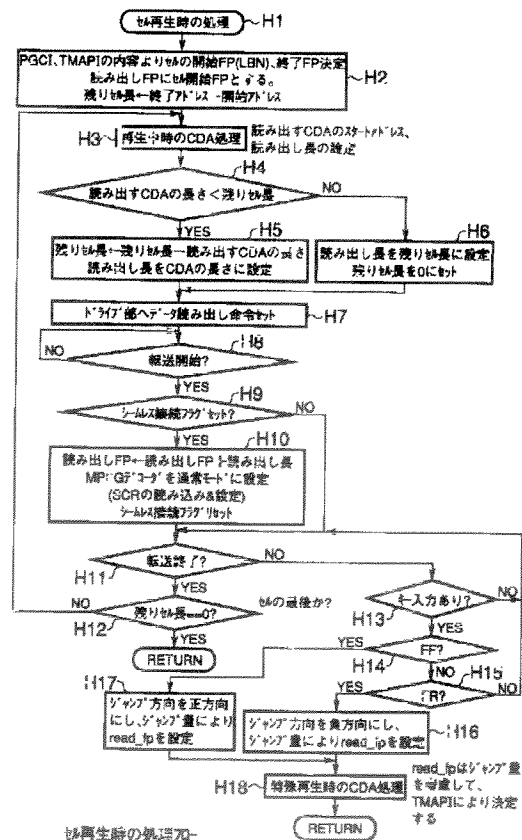 セル再生時の処理
H1
PGCI、TMAPIの内容よりセルの開始FP(LBN)、終了FP決定
読み出しFPにセル開始FPとする。
残りセル長←終了アドレス－開始アドレス
H2
H3
再生中時のCDA処理
読み出すCDAのスタートアドレス、
読み出し長の設定
H4
読み出すCDAの長さ<残りセル長
NO
YES
H5
残りセル長←残りセル長－読み出すCDAの長さ
読み出し長をCDAの長さに設定
H6
読み出し長を残りセル長に設定
残りセル長を0にセット
ドライブ部へデータ読み出し命令セット
H7
H8
NO
転送開始?
YES
H9
シームレス接続フラグセット?
NO
YES
H10
読み出しFP←読み出しFP+読み出し長
MPEGデコーダを通常モードに設定
(SCRの読み込み&設定)
シームレス接続フラグリセット
転送終了?
NO
H11
YES
セルの最後か?
NO
残りセル長==0?
H12
YES
RETURN
キー入力あり?
NO
H13
YES
YES
FF?
H14
NO
H15
YES
FR?
NO
H17
ジャンプ方向を正方向
にし、ジャンプ量により
read_fpを設定
ジャンプ方向を負方向にし、
ジャンプ量によりread_fpを設定
H16
H18
特殊再生時のCDA処理
read_fpはジャンプ量
を考慮して、
TMAPIにより決定
する
RETURN
セル再生時の処理フロー